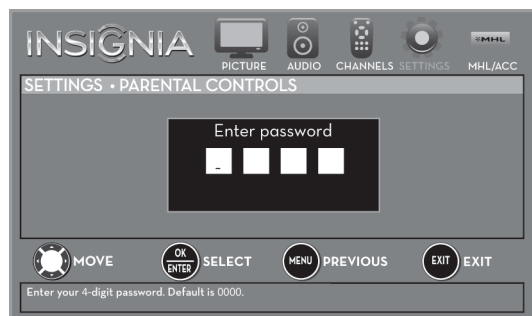 INSIGNIA
PICTURE AUDIO CHANNELS SETTINGS MHL MHL/ACC
SETTINGS • PARENTAL CONTROLS
Enter password
-
MOVE OK ENTER SELECT MENU PREVIOUS EXIT EXIT
Enter your 4-digit password. Default is 0000.